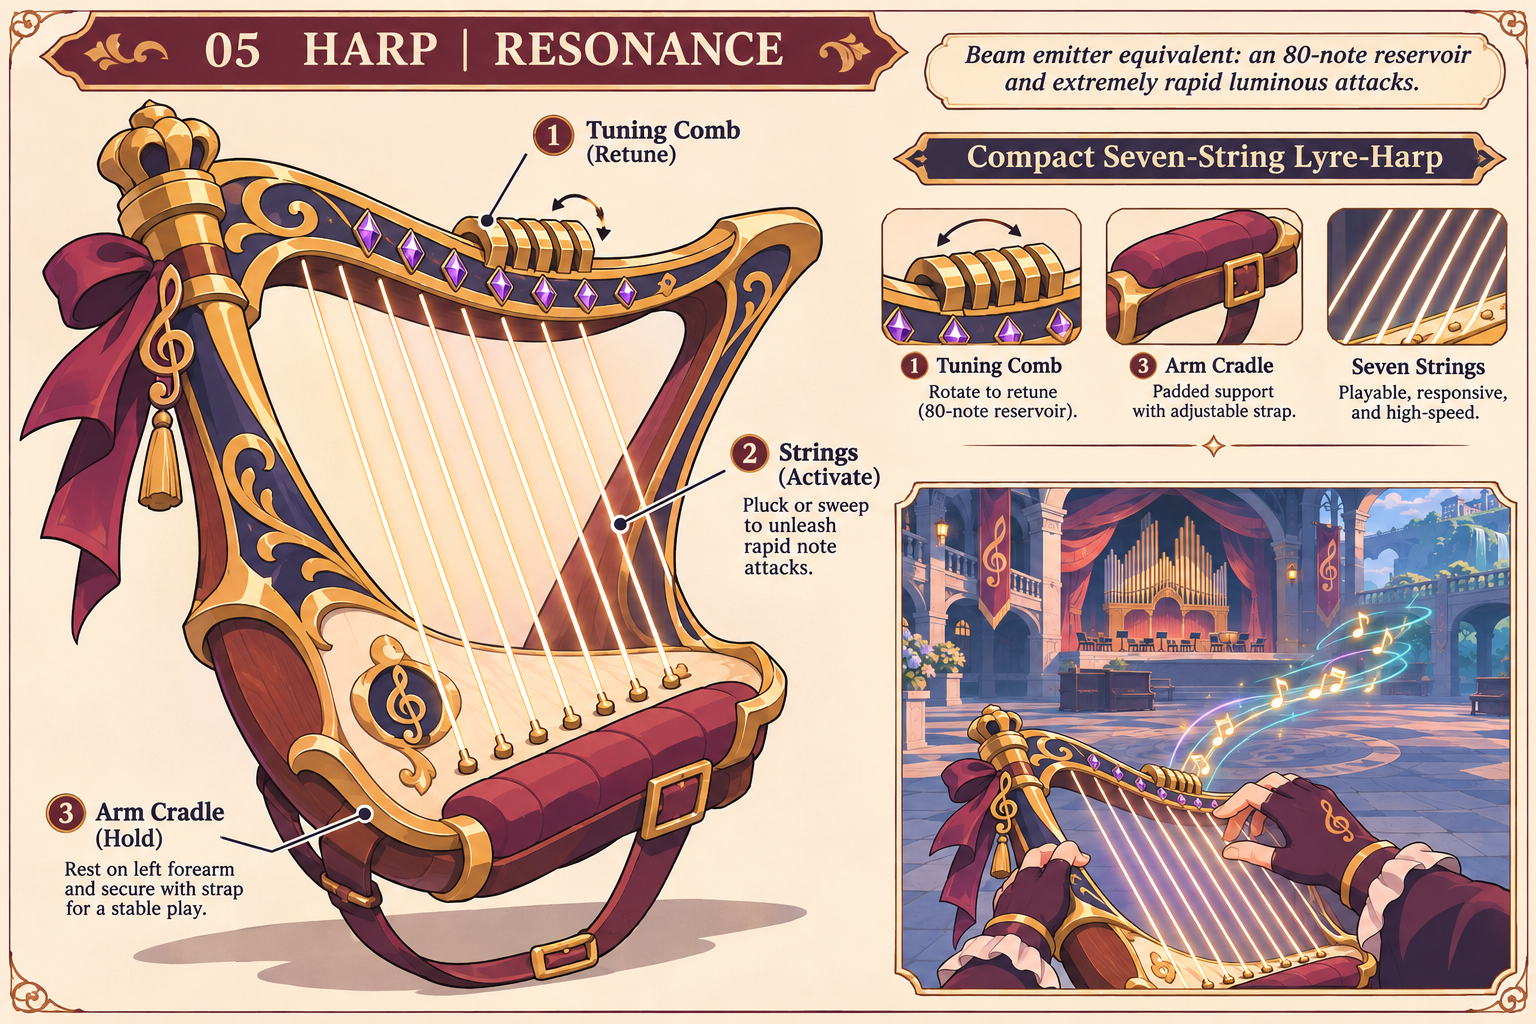 05 HARP | RESONANCE
Beam emitter equivalent: an 80-note reservoir
and extremely rapid luminous attacks.
Compact Seven-String Lyre-Harp
1 Tuning Comb
(Retune)
1 Tuning Comb
Rotate to retune
(80-note reservoir).
3 Arm Cradle
Padded support
with adjustable strap.
Seven Strings
Playable, responsive,
and high-speed.
2 Strings
(Activate)
Pluck or sweep
to unleash
rapid note
attacks.
3 Arm Cradle
(Hold)
Rest on left forearm
and secure with strap
for a stable play.